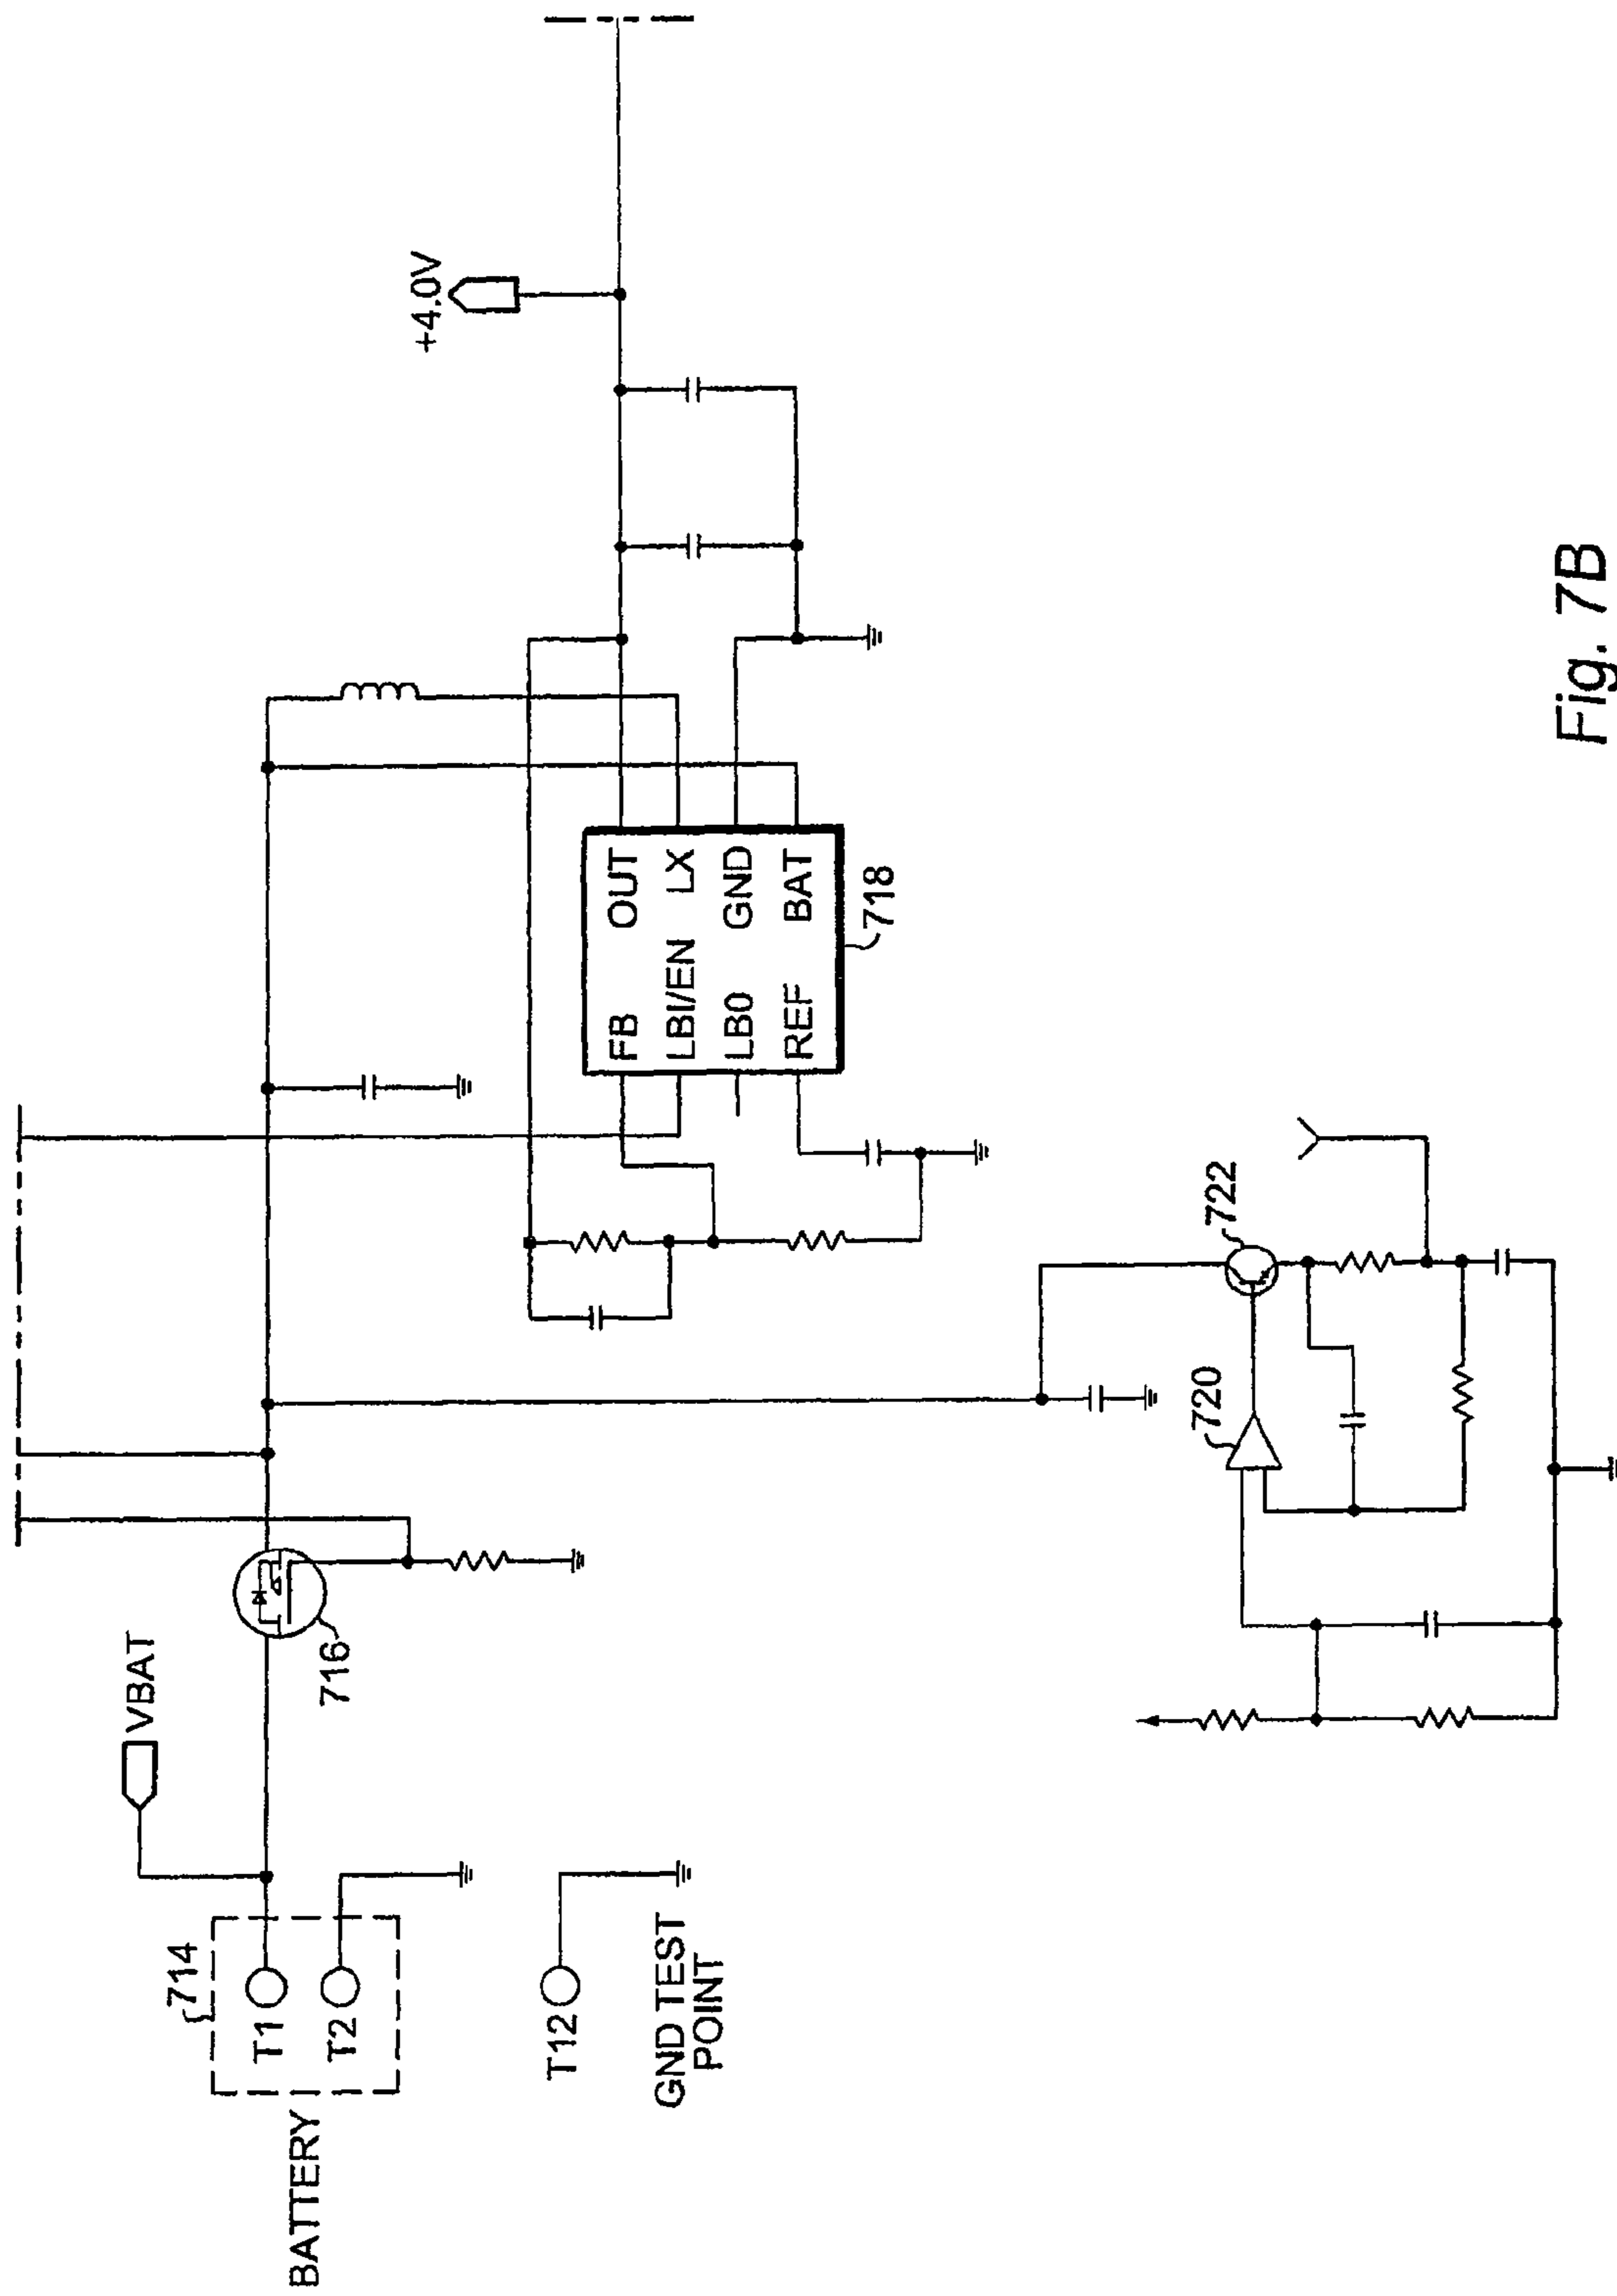 714
BATTERY
T1
T2
VBAT
716
T12
GND TEST
POINT
+4.0V
FB OUT
LBI/EN LX
LB0 GND
REF BAT
718
720
722
Fig. 7B